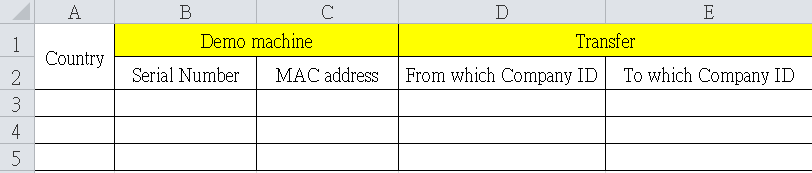 A B C D E
1 Demo machine Transfer
Country
2 Serial Number MAC address From which Company ID To which Company ID
3
4
5